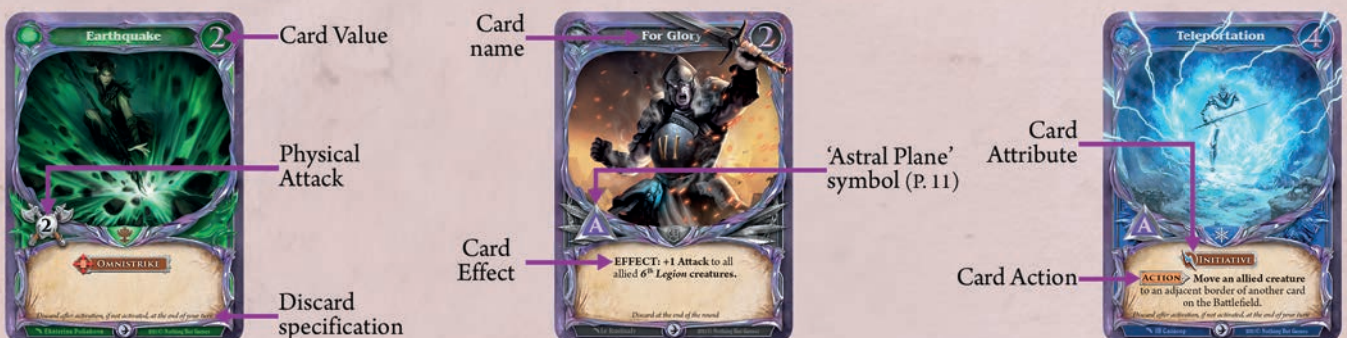 Earthquake
2
Card Value
Physical
Attack
2
OMNISTRIKE
Discard after activation, if not activated, at the end of your turn
Discard
specification
Card
name
For Glory
2
'Astral Plane'
symbol (P. 11)
A
Card
Effect
EFFECT: +1 Attack to all
allied 6th Legion creatures.
Discard at the end of the round
Teleportation
4
Card
Attribute
A
INITIATIVE
Card Action
ACTION Move an allied creature
to an adjacent border of another card
on the Battlefield.
Discard after activation, if not activated, at the end of your turn